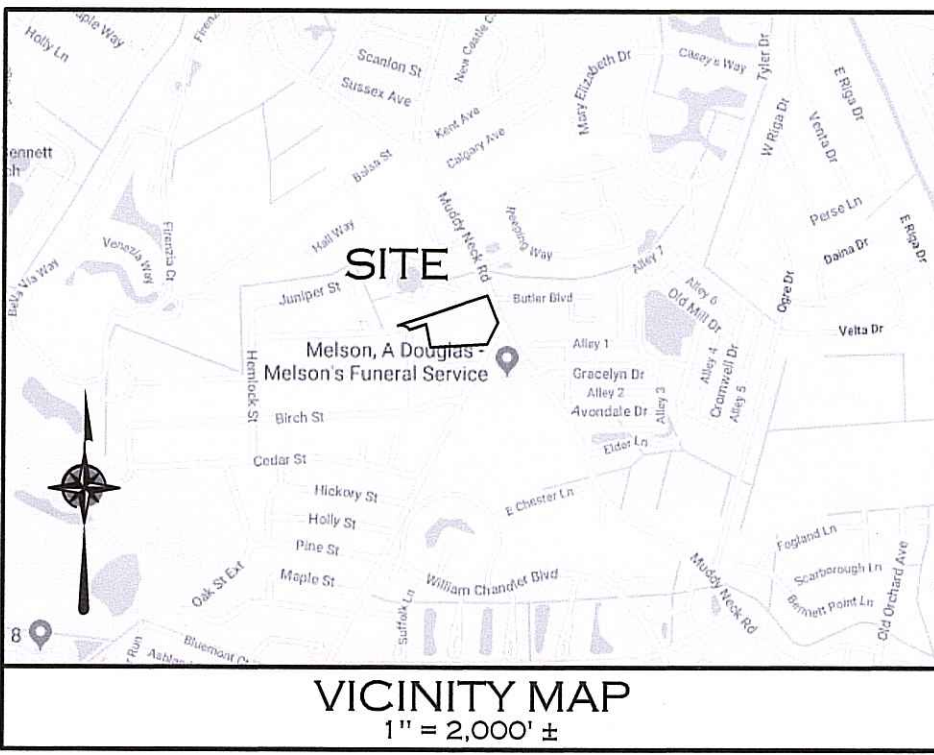 Maple Way
Holly Ln
Scanlon St
Sussex Ave
Kent Ave
Calgary Ave
Mary Elizabeth Dr
Casey's Way
Tyler Dr
E Riga Dr
W Riga Dr
Venta Dr
Balsa St
Perse Ln
Daina Dr
E Riga Dr
Muddy Neck Rd
Hall Way
Venezia Way
Firenzia Ct
Bella Via Way
SITE
Alley 7
Alley 6
Old Mill Dr
Ogre Dr
Velta Dr
Juniper St
Butler Blvd
Melson, A Douglas -
Melson's Funeral Service
Alley 1
Gracelyn Dr
Alley 2
Avondale Dr
Alley 3
Alley 4
Cromwell Dr
Alley 5
Hemlock St
Birch St
Elder Ln
Cedar St
Hickory St
E Chester Ln
Holly St
Pine St
Maple St
Oak St Ext
Suffolk Ln
William Chandler Blvd
Muddy Neck Rd
Fogland Ln
Scarborough Ln
Bennett Point Ln
Old Orchard Ave
8
Run
Bluemont Ct
VICINITY MAP
1" = 2,000' ±